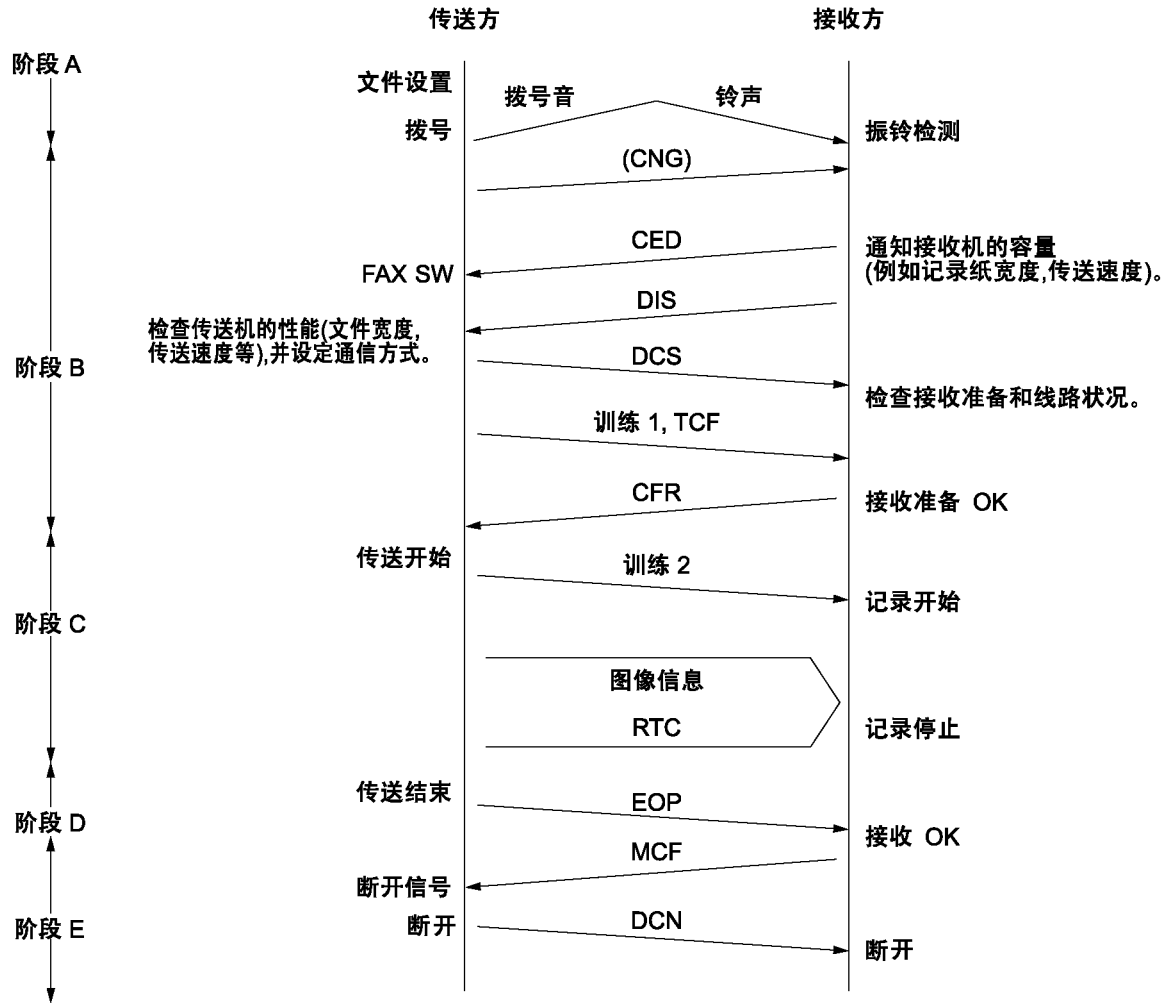 传送方
接收方
阶段 A
文件设置
拨号音
铃声
拨号
振铃检测
(CNG)
CED
通知接收机的容量
(例如记录纸宽度,传送速度)。
FAX SW
DIS
检查传送机的性能(文件宽度,
传送速度等),并设定通信方式。
阶段 B
DCS
检查接收准备和线路状况。
训练 1, TCF
CFR
接收准备 OK
传送开始
训练 2
记录开始
阶段 C
图像信息
RTC
记录停止
传送结束
EOP
阶段 D
接收 OK
MCF
断开信号
阶段 E
断开
DCN
断开